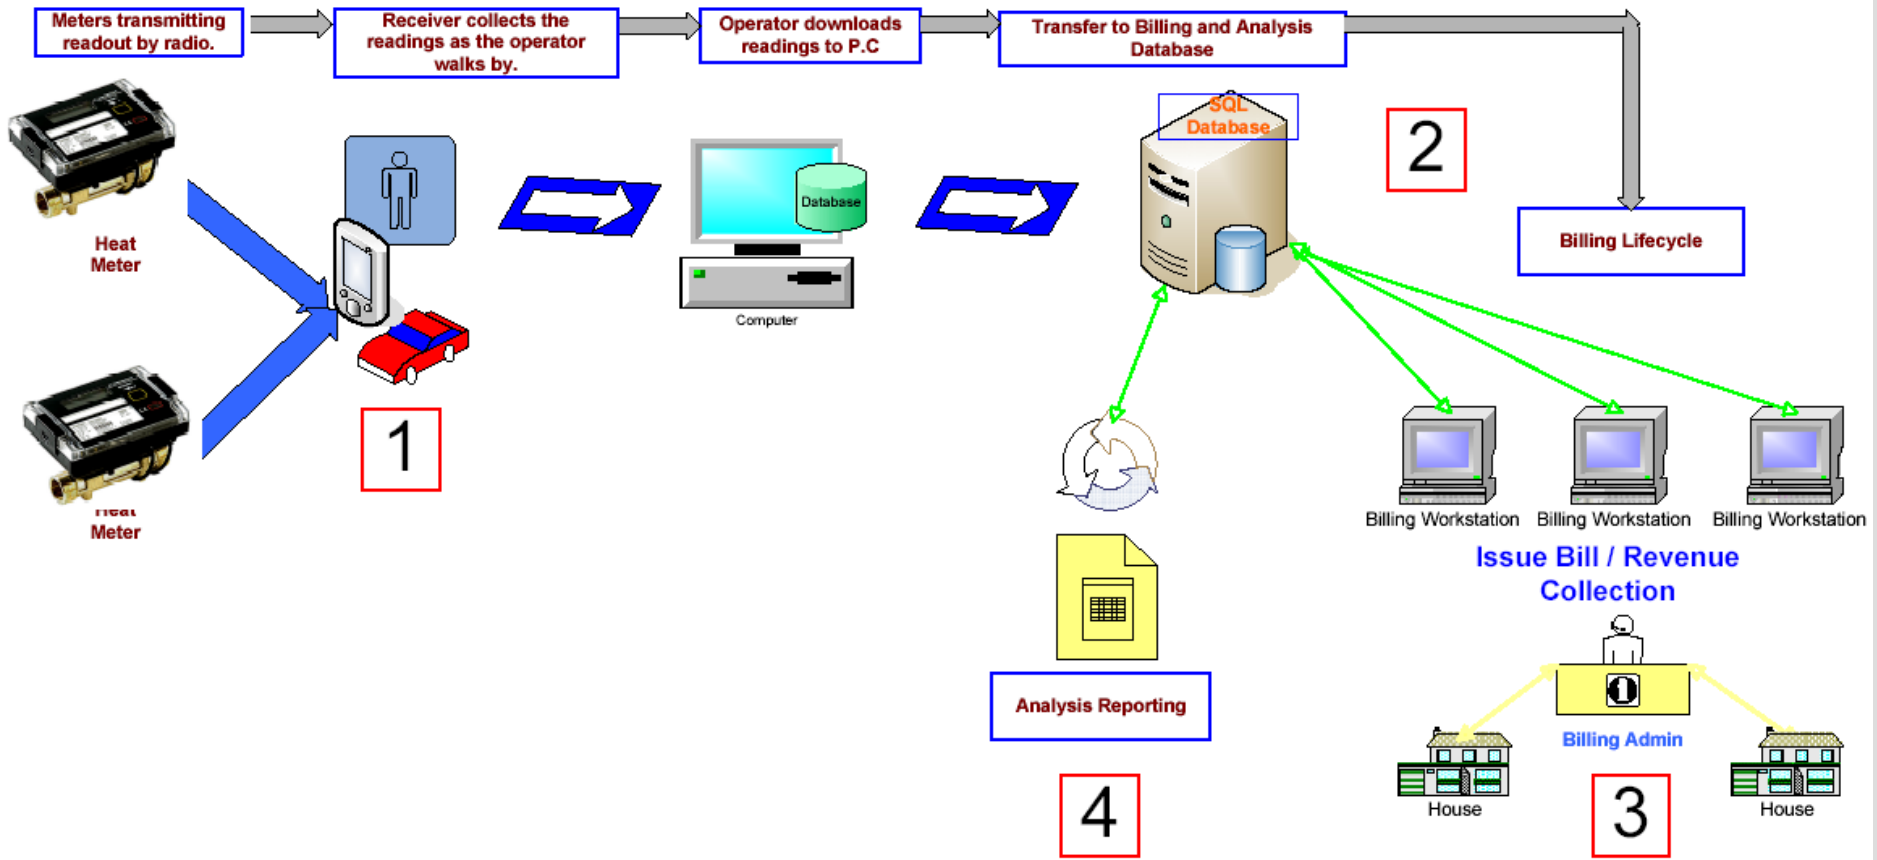 Meters transmitting
readout by radio.
Receiver collects the
readings as the operator
walks by.
Operator downloads
readings to P.C
Transfer to Billing and Analysis
Database
SQL
Database
2
Billing Lifecycle
Heat
Meter
Database
Computer
1
Heat
Meter
Billing Workstation
Billing Workstation
Billing Workstation
Issue Bill / Revenue
Collection
Analysis Reporting
Billing Admin
House
House
4
3